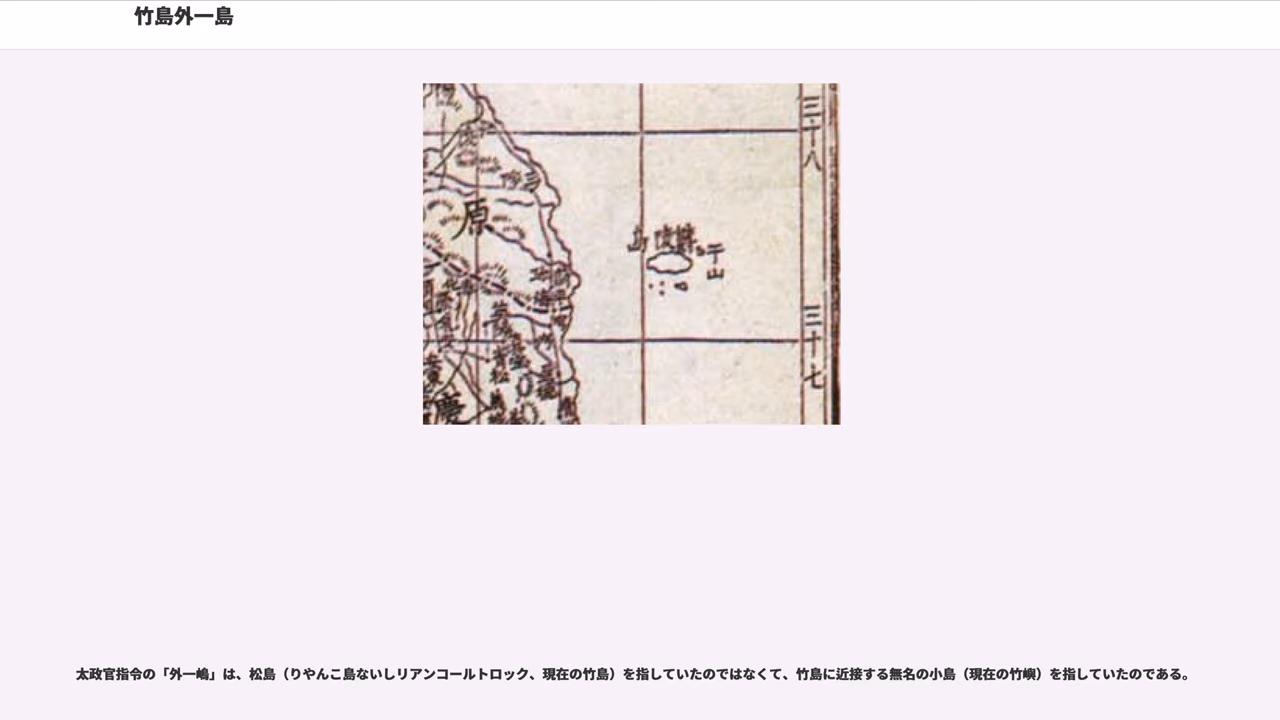 竹島外一島
三十八
原
島陵鬱
于山
三十七
慶
太政官指令の「外一嶋」は、松島（りやんこ島ないしリアンコールトロック、現在の竹島）を指していたのではなくて、竹島に近接する無名の小島（現在の竹嶼）を指していたのである。